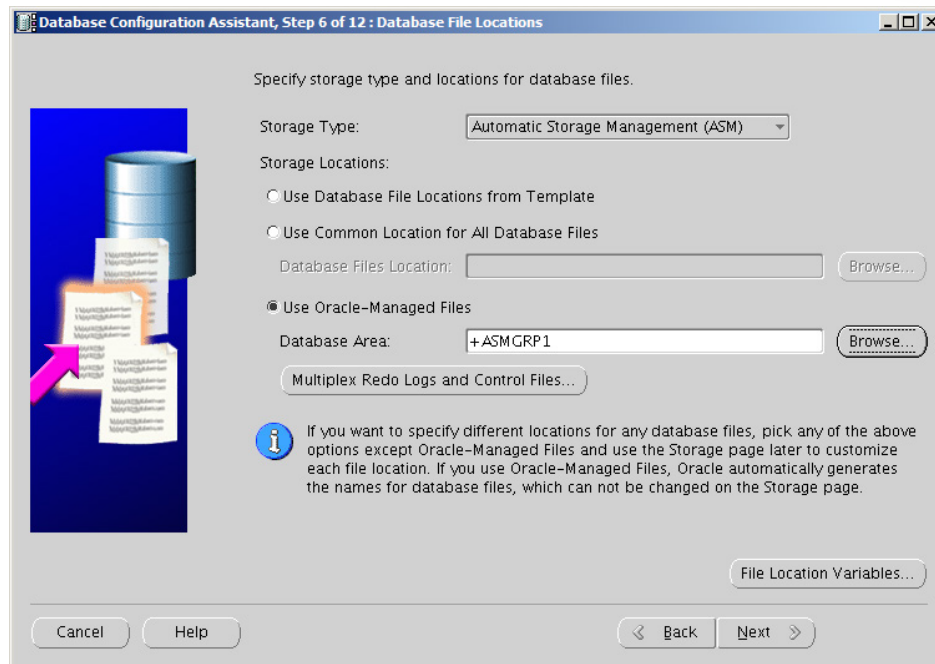 Database Configuration Assistant, Step 6 of 12 : Database File Locations
Specify storage type and locations for database files.
Storage Type: Automatic Storage Management (ASM)
Storage Locations:
Use Database File Locations from Template
Use Common Location for All Database Files
Database Files Location: Browse...
Use Oracle-Managed Files
Database Area: +ASMGRP1 Browse...
Multiplex Redo Logs and Control Files...
If you want to specify different locations for any database files, pick any of the above
options except Oracle-Managed Files and use the Storage page later to customize
each file location. If you use Oracle-Managed Files, Oracle automatically generates
the names for database files, which can not be changed on the Storage page.
File Location Variables...
Cancel Help Back Next